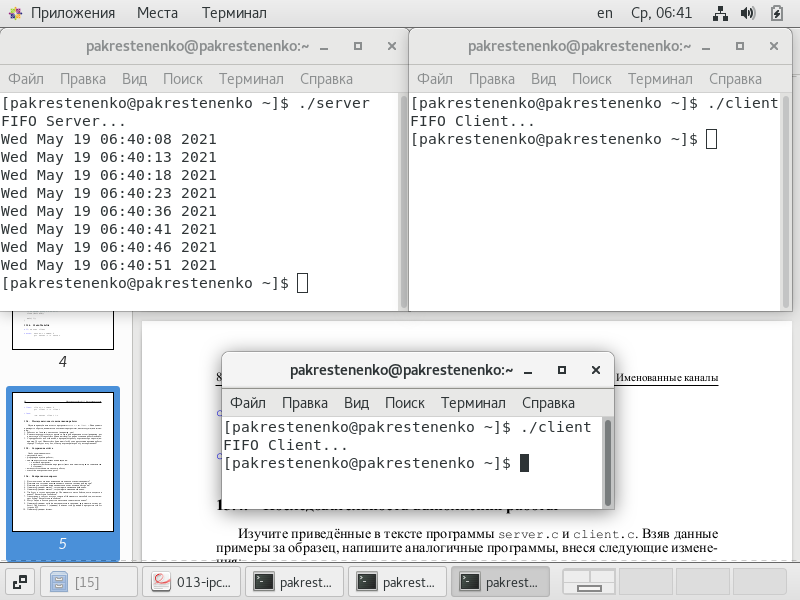 Приложения Места Терминал en Ср, 06:41
pakrestenenko@pakrestenenko:~
Файл Правка Вид Поиск Терминал Справка
[pakrestenenko@pakrestenenko ~]$ ./server
FIFO Server...
Wed May 19 06:40:08 2021
Wed May 19 06:40:13 2021
Wed May 19 06:40:18 2021
Wed May 19 06:40:23 2021
Wed May 19 06:40:36 2021
Wed May 19 06:40:41 2021
Wed May 19 06:40:46 2021
Wed May 19 06:40:51 2021
[pakrestenenko@pakrestenenko ~]$
pakrestenenko@pakrestenenko:~
Файл Правка Вид Поиск Терминал Справка
[pakrestenenko@pakrestenenko ~]$ ./client
FIFO Client...
[pakrestenenko@pakrestenenko ~]$
4
5
Именованные каналы
pakrestenenko@pakrestenenko:~
Файл Правка Вид Поиск Терминал Справка
[pakrestenenko@pakrestenenko ~]$ ./client
FIFO Client...
[pakrestenenko@pakrestenenko ~]$
Изучите приведённые в тексте программы server.c и client.c. Взяв данные
примеры за образец, напишите аналогичные программы, внеся следующие измене-
[15] 013-ipc... pakrest... pakrest... pakrest...